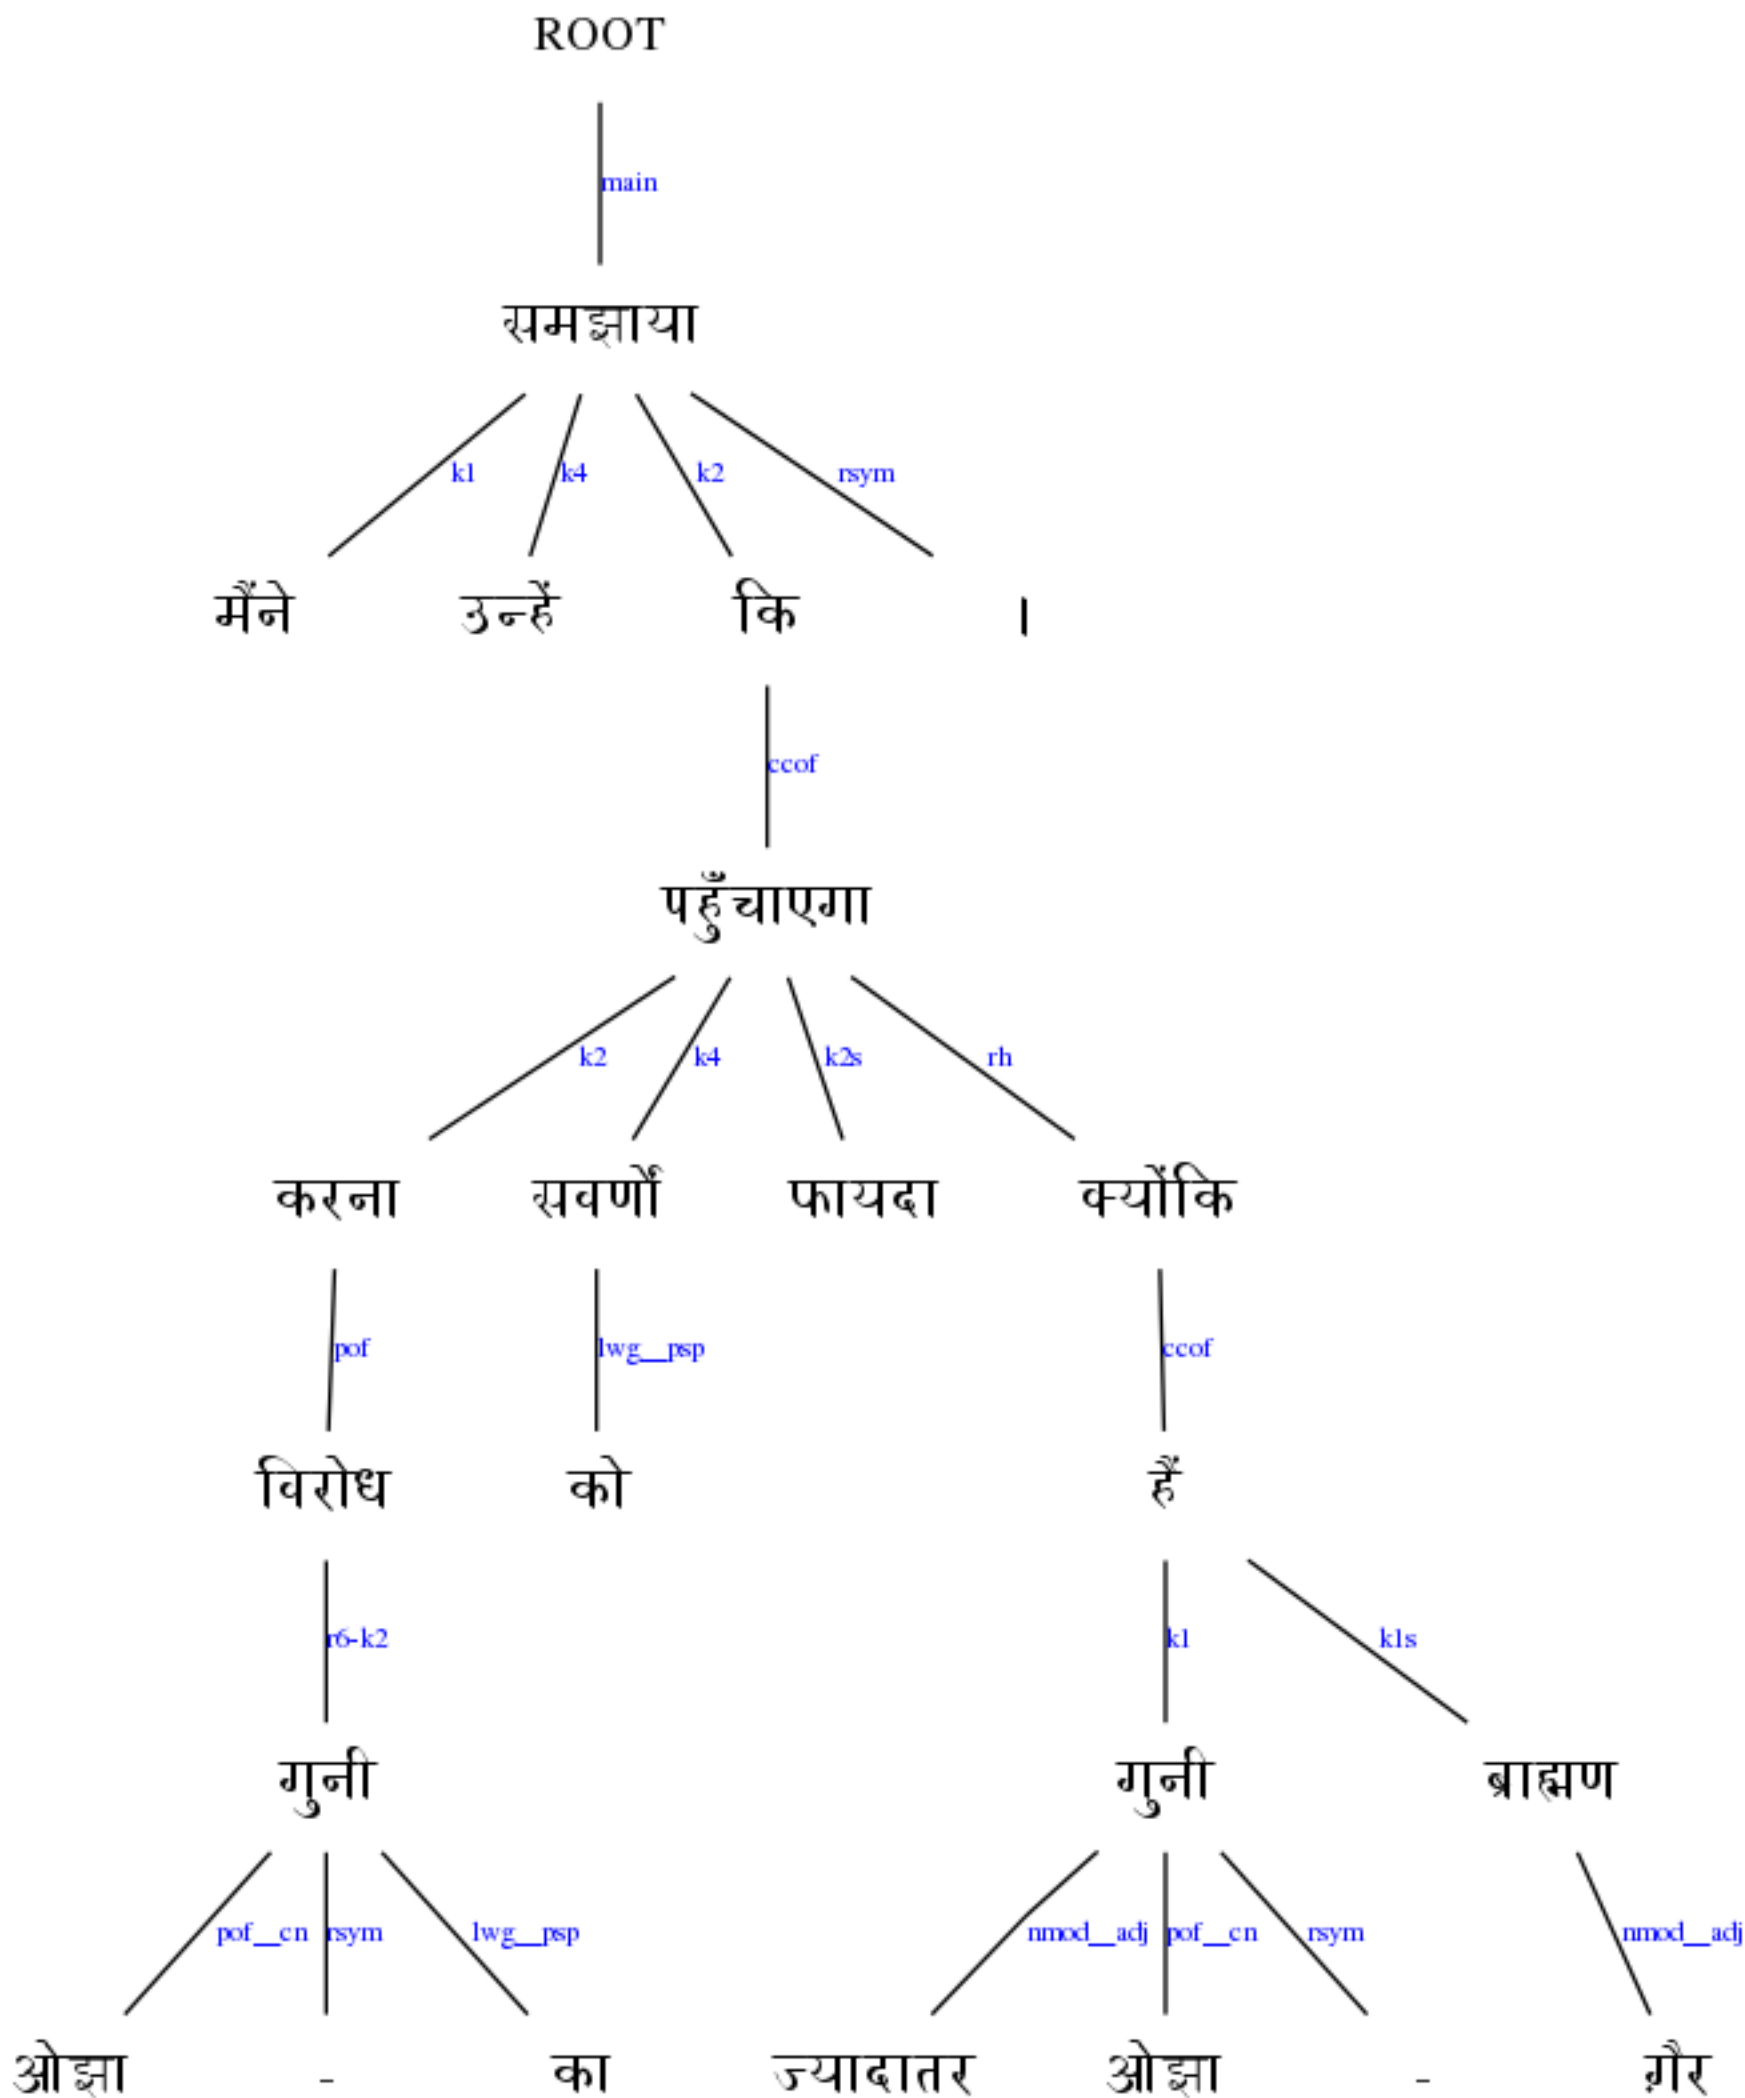 ROOT
main
समझाया
k1 k4 k2 rsym
मैंने उन्हें कि ।
ccof
पहुँचाएगा
k2 k4 k2s rh
करना सवर्णों फायदा क्योंकि
pof lwg__psp ccof
विरोध को हैं
r6-k2 k1 k1s
गुनी गुनी ब्राह्मण
pof__cn rsym lwg__psp nmod__adj pof__cn rsym nmod__adj
ओझा - का ज्यादातर ओझा - ग़ैर